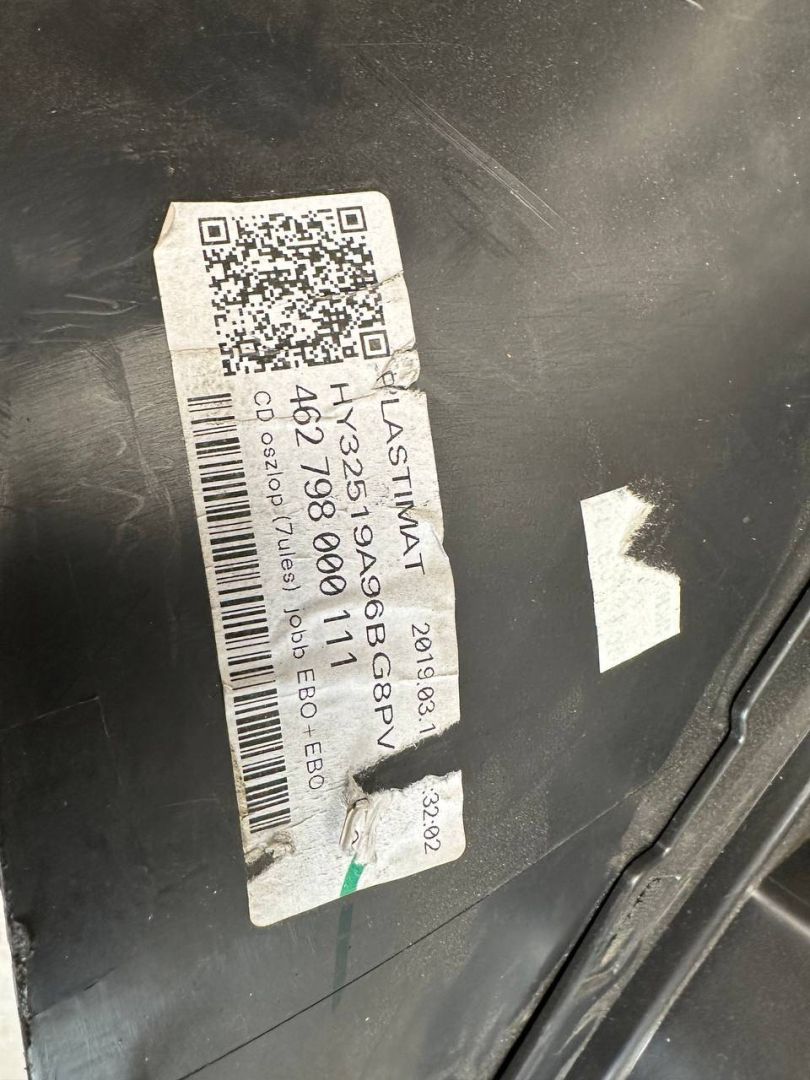 PLASTIMAT 2019.03.1 :32:02
HY32519A96BG8PV
462 798 000 111
CD oszlop (7ules) jobb EBO+EBO